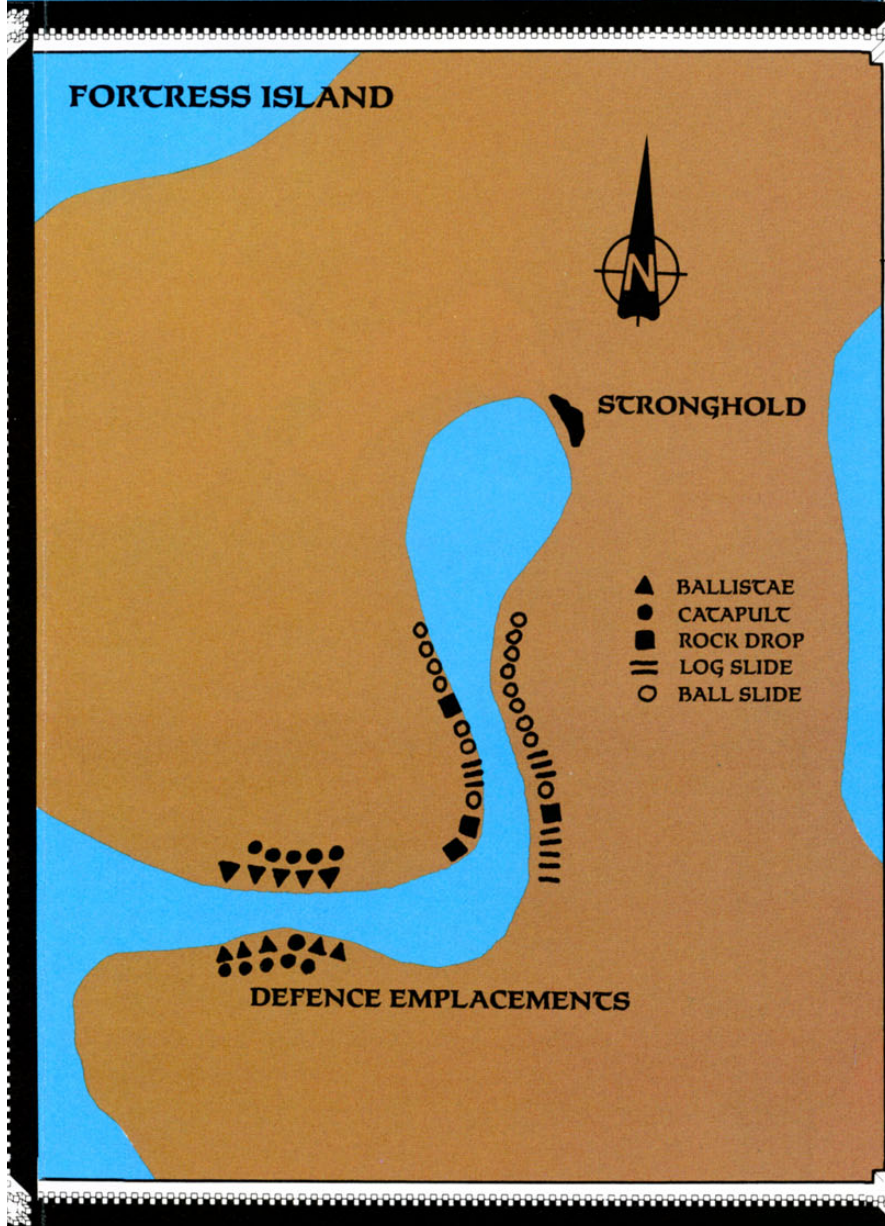 FORTRESS ISLAND
N
STRONGHOLD
BALLISTAE
CATAPULT
ROCK DROP
LOG SLIDE
BALL SLIDE
DEFENCE EMPLACEMENTS